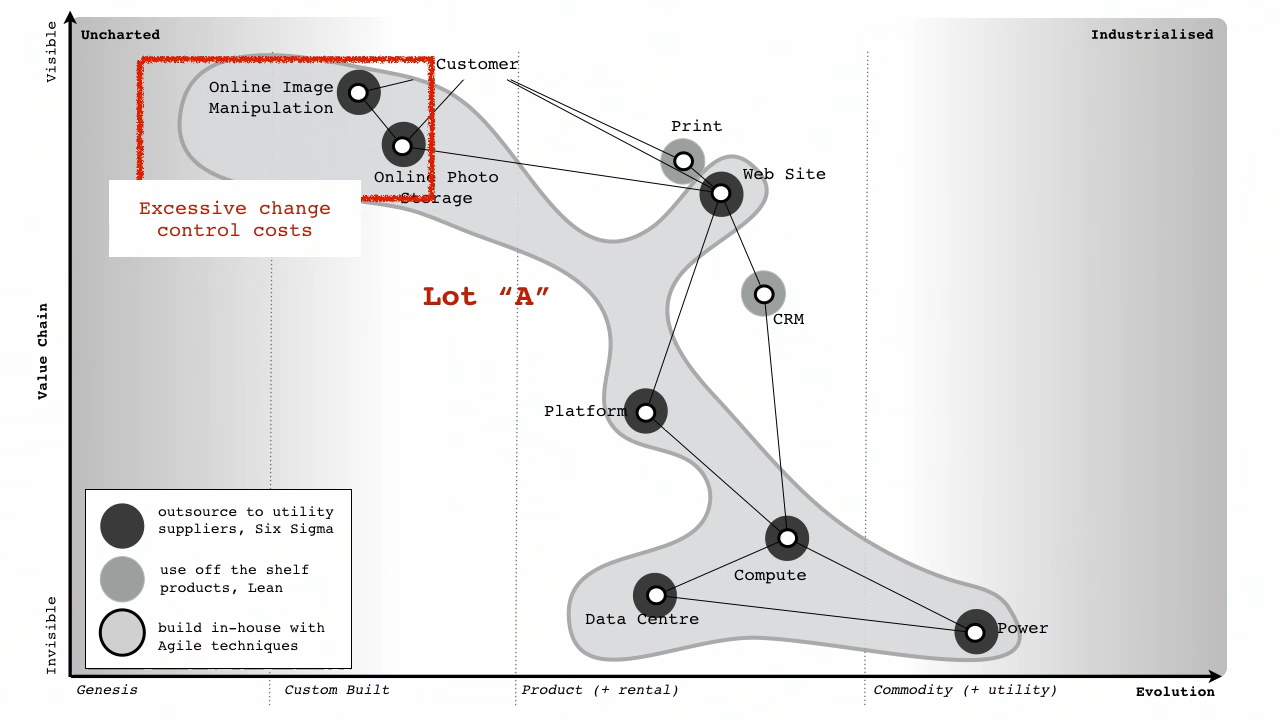 Visible
Uncharted
Industrialised
Customer
Online Image
Manipulation
Print
Online Photo
Storage
Web Site
Excessive change
control costs
Lot “A”
CRM
Value Chain
Platform
outsource to utility
suppliers, Six Sigma
use off the shelf
products, Lean
build in-house with
Agile techniques
Compute
Data Centre
Power
Invisible
Genesis
Custom Built
Product (+ rental)
Commodity (+ utility)
Evolution